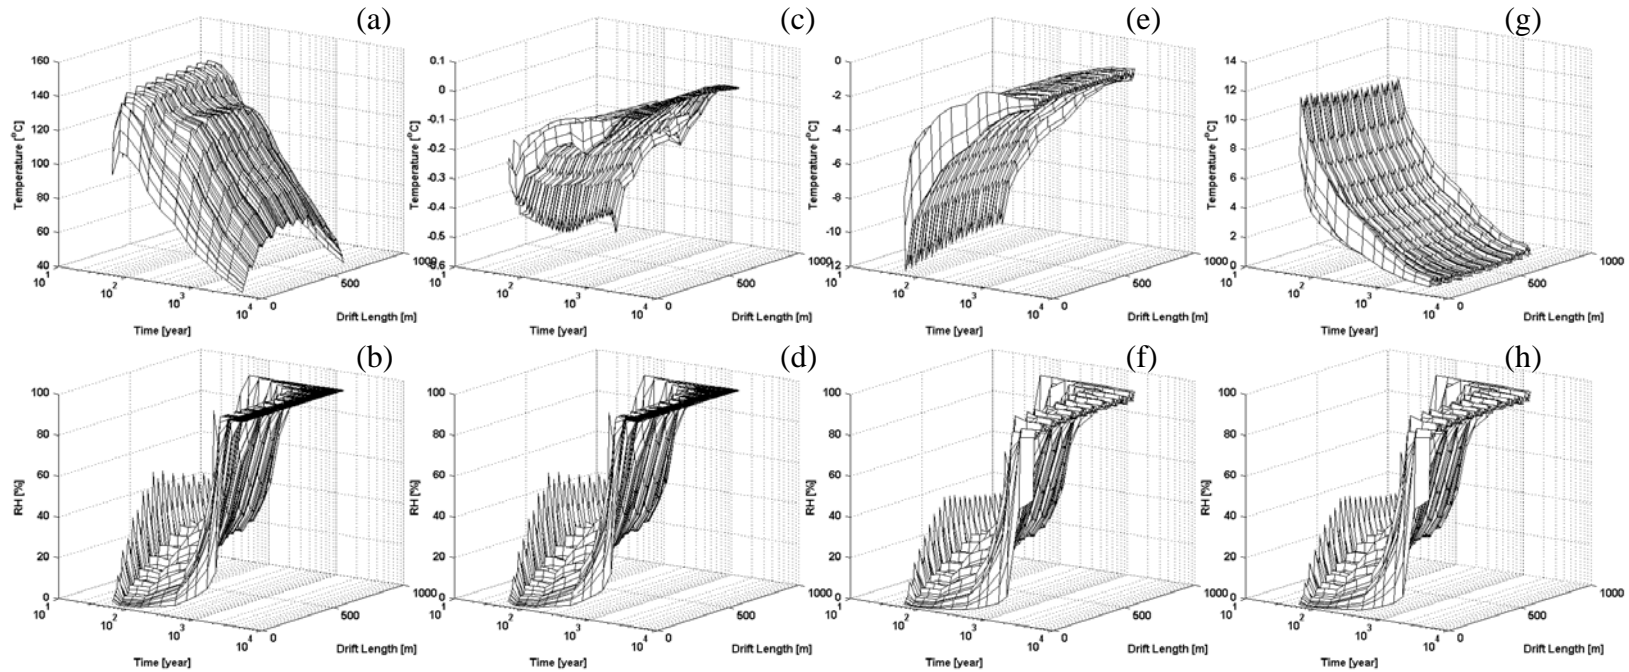 (a) (c) (e) (g)
160 140 120 100 80 60 40
Temperature [°C]
10 10² 10³ 10⁴
Time [year]
0 500 1000
Drift Length [m]
0.1 0 -0.1 -0.2 -0.3 -0.4 -0.5 -0.6
Temperature [°C]
1 10² 10³ 10⁴
Time [year]
0 500 1000
Drift Length [m]
0 -2 -4 -6 -8 -10 -12
Temperature [°C]
1 10² 10³ 10⁴
Time [year]
0 500 1000
Drift Length [m]
14 12 10 8 6 4 2 0
Temperature [°C]
1 10² 10³ 10⁴
Time [year]
0 500 1000
Drift Length [m]
(b) (d) (f) (h)
100 80 60 40 20 0
RH [%]
10¹ 10² 10³ 10⁴
Time [year]
0 500 1000
Drift Length [m]
100 80 60 40 20 0
RH [%]
10¹ 10² 10³ 10⁴
Time [year]
0 500 1000
Drift Length [m]
100 80 60 40 20 0
RH [%]
10¹ 10² 10³ 10⁴
Time [year]
0 500 1000
Drift Length [m]
100 80 60 40 20 0
RH [%]
10¹ 10² 10³ 10⁴
Time [year]
0 500 1000
Drift Length [m]